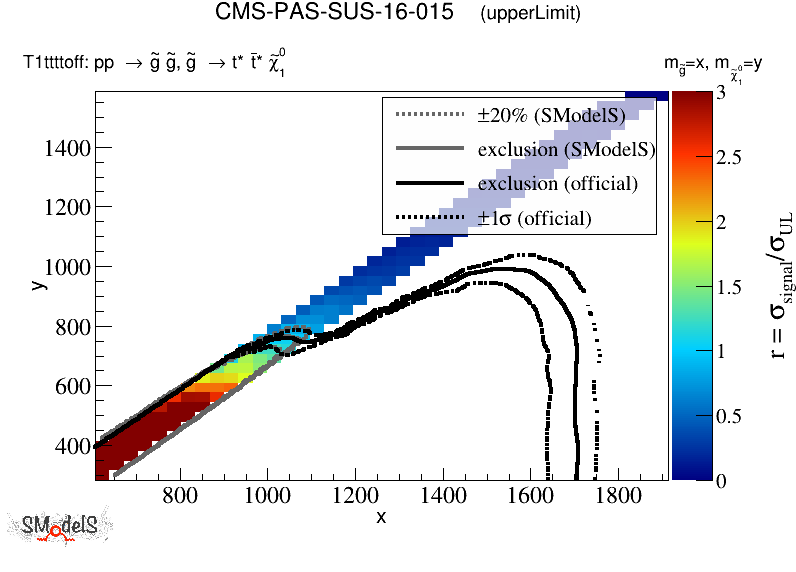 CMS-PAS-SUS-16-015 (upperLimit)
T1ttttoff: pp → g̃ g̃, g̃ → t* t̄* χ̃₁⁰
m_g̃=x, m_χ̃₁⁰=y
±20% (SModelS)
exclusion (SModelS)
exclusion (official)
±1σ (official)
1400
1200
1000
800
600
400
y
800
1000
1200
1400
1600
1800
x
3
2.5
2
1.5
1
0.5
0
r = σ_signal/σ_UL
SModelS